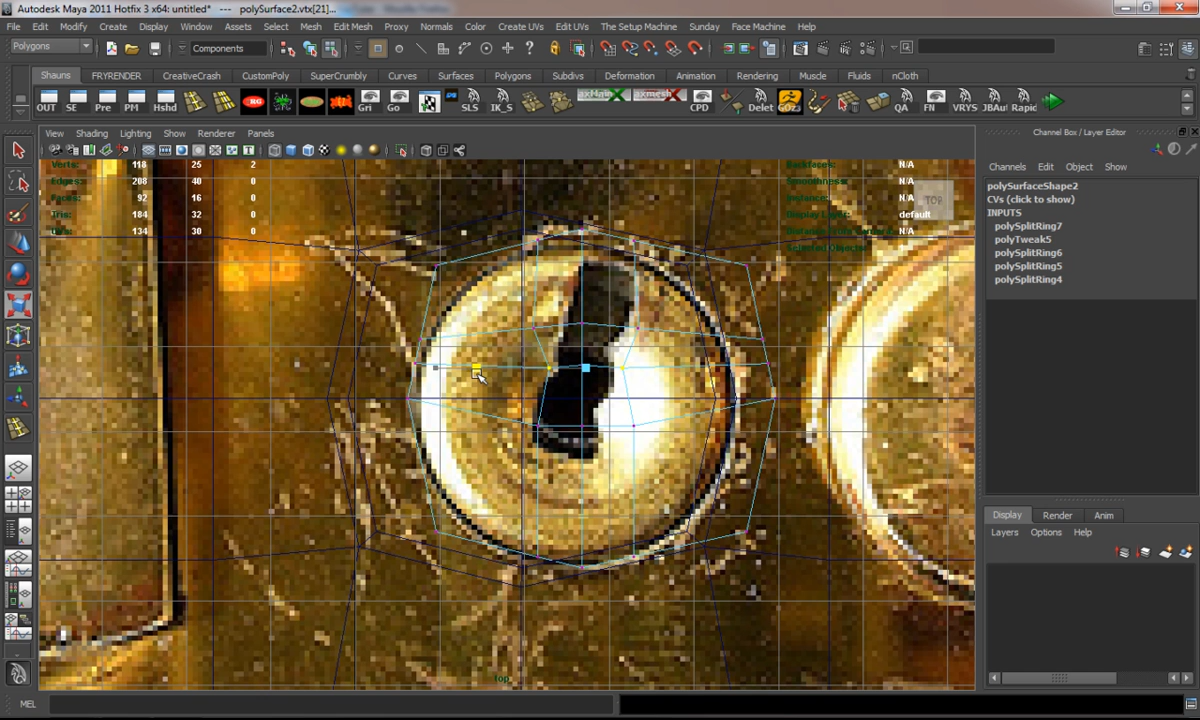 Autodesk Maya 2011 Hotfix 3 x64: untitled* --- polySurface2.vtx[21]...
File Edit Modify Create Display Window Assets Select Mesh Edit Mesh Proxy Normals Color Create UVs Edit UVs The Setup Machine Sunday Face Machine Help
Polygons Components
Shauns FRYRENDER CreativeCrash CustomPoly SuperCrumbly Curves Surfaces Polygons Subdivs Deformation Animation Rendering Muscle Fluids nCloth
OUT SE Pre PM Hshd Gri Go SLS IK_S CPD Delet GOz3 QA FN VRYS JBAu Rapid
View Shading Lighting Show Renderer Panels
Verts: 118 25 2
Edges: 208 40 0
Faces: 92 16 0
Tris: 184 32 0
UVs: 134 30 0
Backfaces: N/A
Smoothness: N/A
Instance: N/A
Display Layer: default
N/A
Selected Objects:
TOP
top
Channel Box / Layer Editor
Channels Edit Object Show
polySurfaceShape2
CVs (click to show)
INPUTS
polySplitRing7
polyTweak5
polySplitRing6
polySplitRing5
polySplitRing4
Display Render Anim
Layers Options Help
MEL